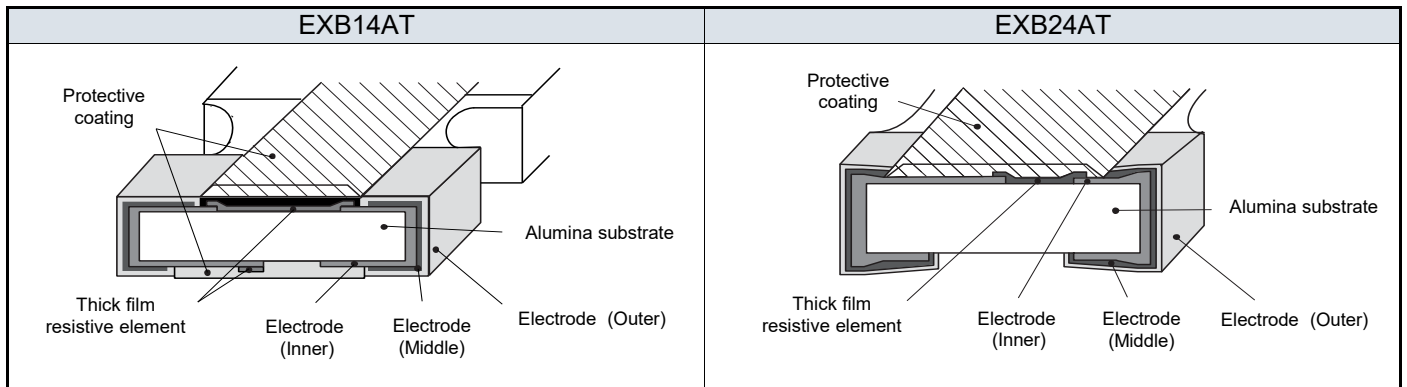 EXB14AT
Protective
coating
Alumina substrate
Thick film
resistive element
Electrode
(Inner)
Electrode
(Middle)
Electrode (Outer)
EXB24AT
Protective
coating
Alumina substrate
Thick film
resistive element
Electrode
(Inner)
Electrode
(Middle)
Electrode (Outer)